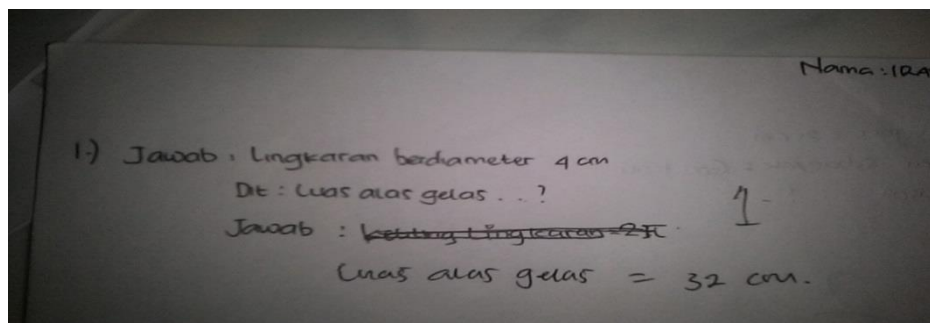 Nama : IRA
1.) Jawab : Lingkaran berdiameter 4 cm
Dit : Luas alas gelas . . ?
Jawab : keliling lingkaran = 2π
1
Luas alas gelas = 32 cm.